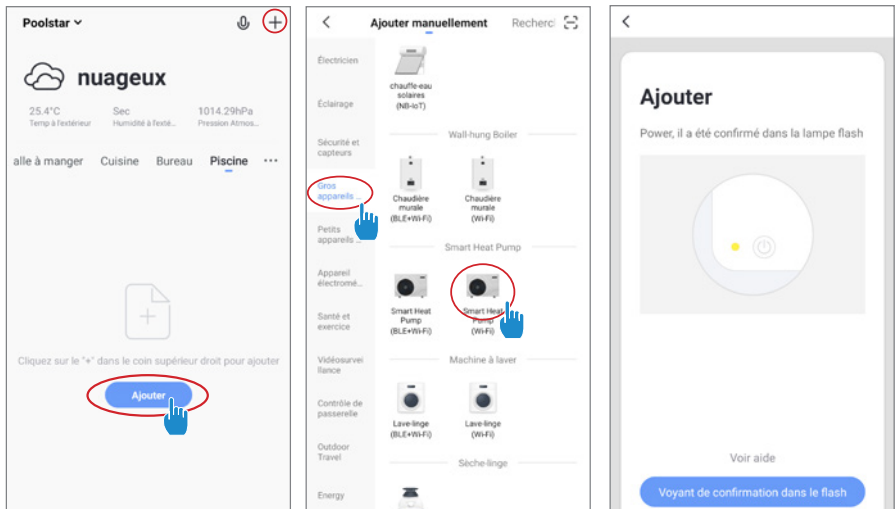 Poolstar
nuageux
25.4°C Sec 1014.29hPa
Temp à l'extérieur Humidité à l'exté... Pression Atmos...
alle à manger Cuisine Bureau Piscine ...
Cliquez sur le "+" dans le coin supérieur droit pour ajouter
Ajouter
Ajouter manuellement Recherc
Électricien
Éclairage
Sécurité et
capteurs
Gros
appareils ...
Petits
appareils ...
Appareil
électromé...
Santé et
exercice
Vidéosurvei
llance
Contrôle de
passerelle
Outdoor
Travel
Energy
chauffe-eau
solaires
(NB-IoT)
Wall-hung Boiler
Chaudière
murale
(BLE+Wi-Fi)
Chaudière
murale
(Wi-Fi)
Smart Heat Pump
Smart Heat
Pump
(BLE+Wi-Fi)
Smart Heat
Pump
(Wi-Fi)
Machine à laver
Lave-linge
(BLE+Wi-Fi)
Lave-linge
(Wi-Fi)
Sèche-linge
Ajouter
Power, il a été confirmé dans la lampe flash
Voir aide
Voyant de confirmation dans le flash